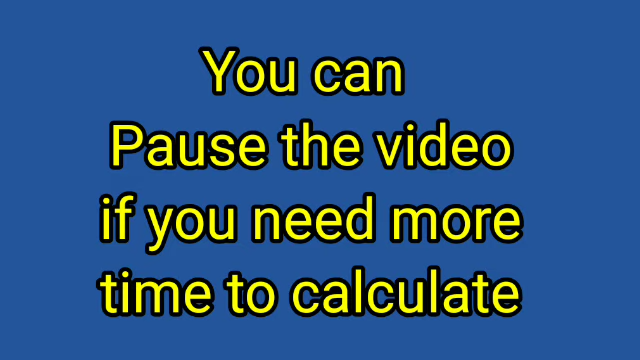 You can
Pause the video
if you need more
time to calculate